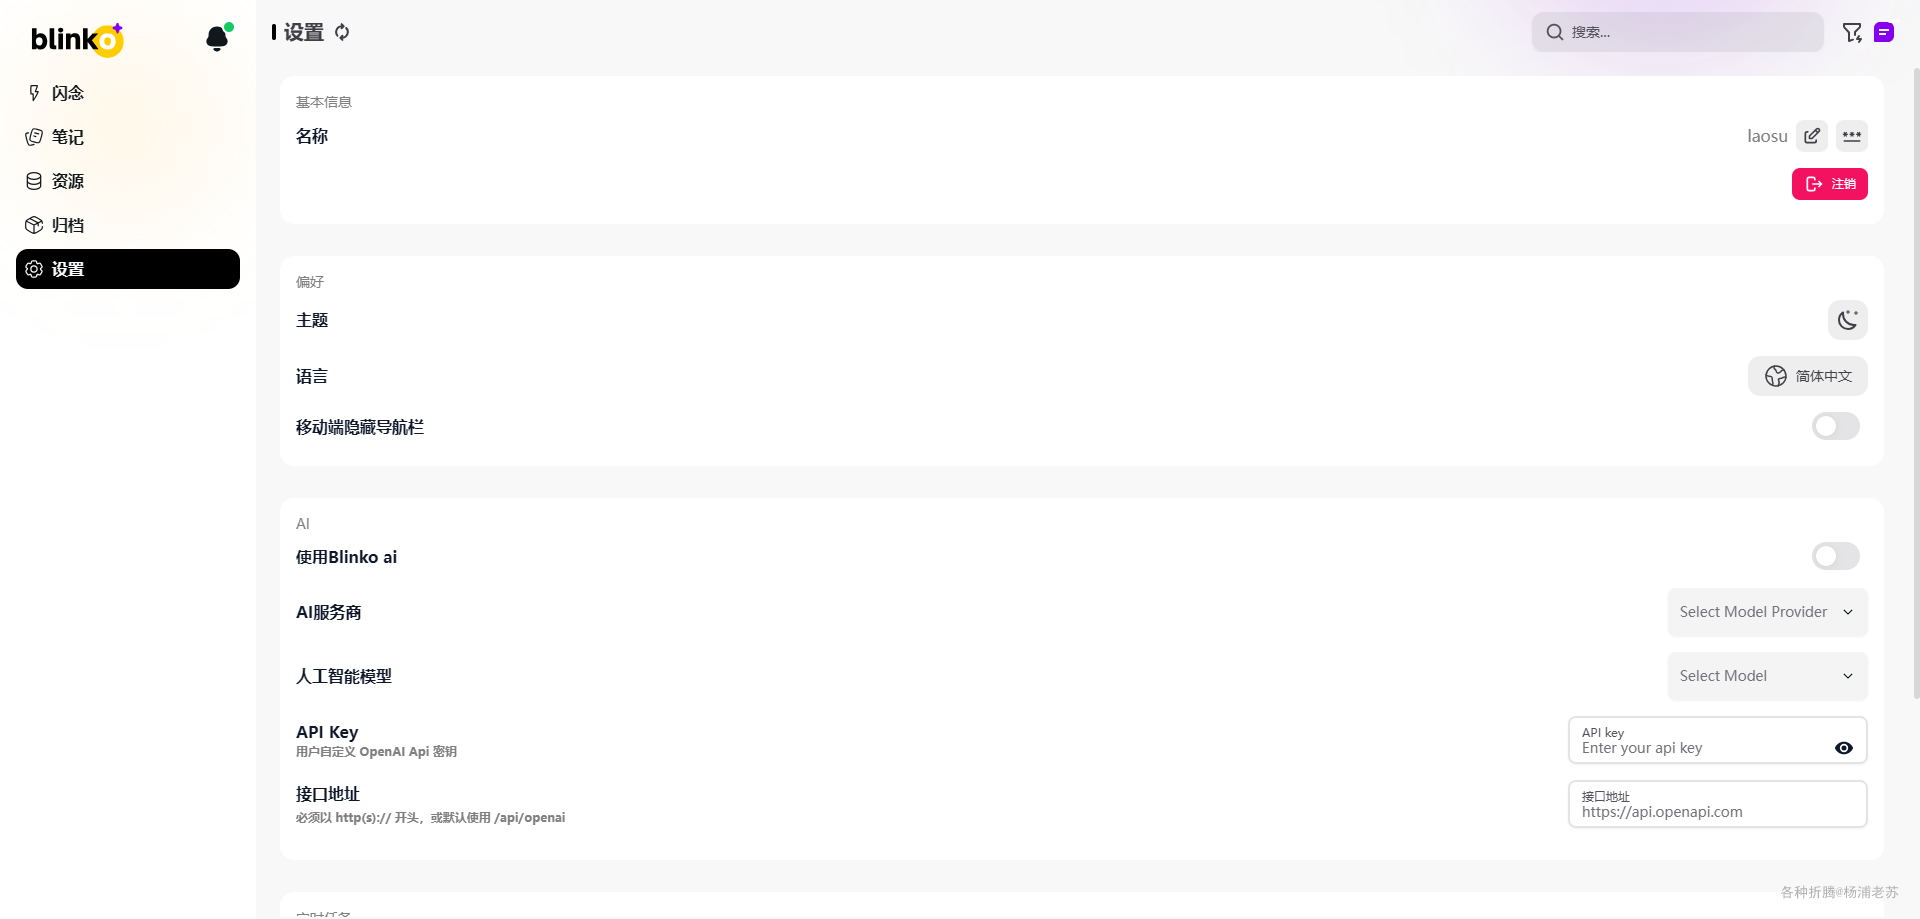 blinko
闪念
笔记
资源
归档
设置
设置
搜索...
基本信息
名称
laosu
注销
偏好
主题
语言
简体中文
移动端隐藏导航栏
AI
使用Blinko ai
AI服务商
Select Model Provider
人工智能模型
Select Model
API Key
用户自定义 OpenAI Api 密钥
API key
Enter your api key
接口地址
必须以 http(s):// 开头，或默认使用 /api/openai
接口地址
https://api.openapi.com
各种折腾@杨浦老苏